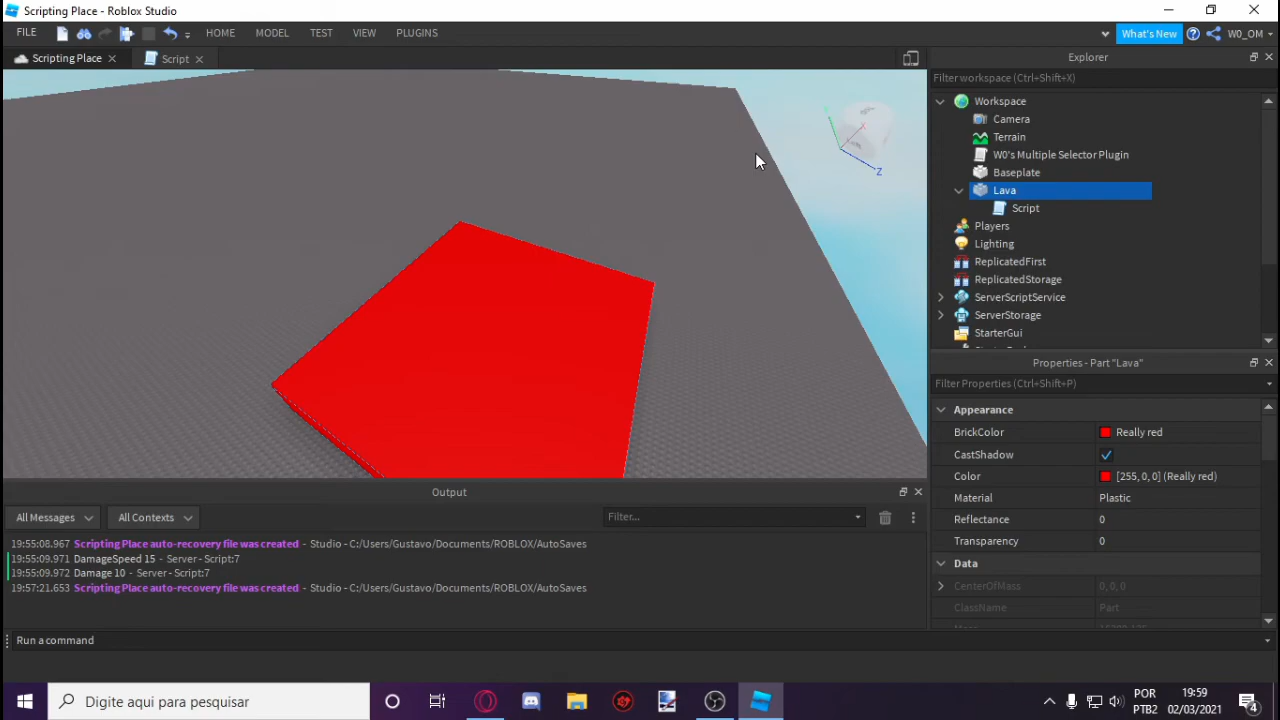 Scripting Place - Roblox Studio
FILE HOME MODEL TEST VIEW PLUGINS What's New W0_OM
Scripting Place Script
Explorer
Filter workspace (Ctrl+Shift+X)
Workspace
Camera
Terrain
W0's Multiple Selector Plugin
Baseplate
Lava
Script
Players
Lighting
ReplicatedFirst
ReplicatedStorage
ServerScriptService
ServerStorage
StarterGui
X
Z
Properties - Part "Lava"
Filter Properties (Ctrl+Shift+P)
Appearance
BrickColor Really red
CastShadow
Color [255, 0, 0] (Really red)
Material Plastic
Reflectance 0
Transparency 0
Data
CenterOfMass 0, 0, 0
ClassName Part
Output
All Messages All Contexts Filter...
19:55:08.967 Scripting Place auto-recovery file was created - Studio - C:/Users/Gustavo/Documents/ROBLOX/AutoSaves
19:55:09.971 DamageSpeed 15 - Server - Script:7
19:55:09.972 Damage 10 - Server - Script:7
19:57:21.653 Scripting Place auto-recovery file was created - Studio - C:/Users/Gustavo/Documents/ROBLOX/AutoSaves
Run a command
Digite aqui para pesquisar
POR
PTB2
19:59
02/03/2021
4